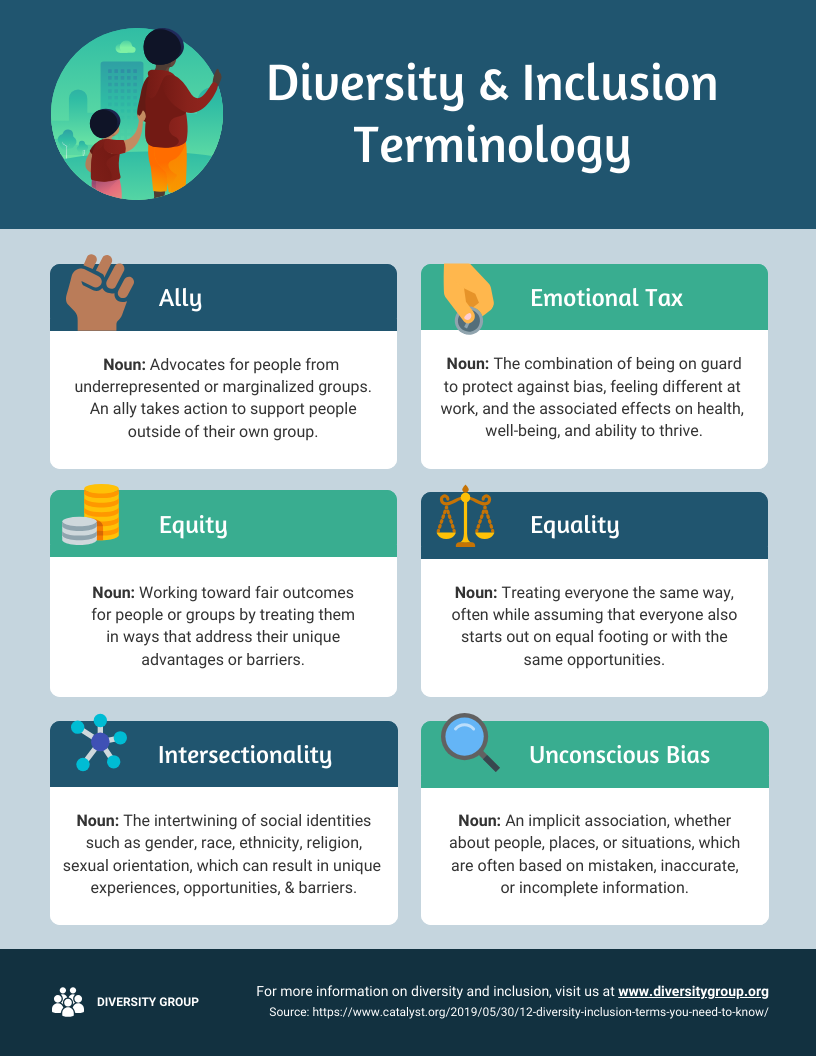 Diversity & Inclusion
Terminology
Ally
Noun: Advocates for people from
underrepresented or marginalized groups.
An ally takes action to support people
outside of their own group.
Emotional Tax
Noun: The combination of being on guard
to protect against bias, feeling different at
work, and the associated effects on health,
well-being, and ability to thrive.
Equity
Noun: Working toward fair outcomes
for people or groups by treating them
in ways that address their unique
advantages or barriers.
Equality
Noun: Treating everyone the same way,
often while assuming that everyone also
starts out on equal footing or with the
same opportunities.
Intersectionality
Noun: The intertwining of social identities
such as gender, race, ethnicity, religion,
sexual orientation, which can result in unique
experiences, opportunities, & barriers.
Unconscious Bias
Noun: An implicit association, whether
about people, places, or situations, which
are often based on mistaken, inaccurate,
or incomplete information.
DIVERSITY GROUP
For more information on diversity and inclusion, visit us at www.diversitygroup.org
Source: https://www.catalyst.org/2019/05/30/12-diversity-inclusion-terms-you-need-to-know/